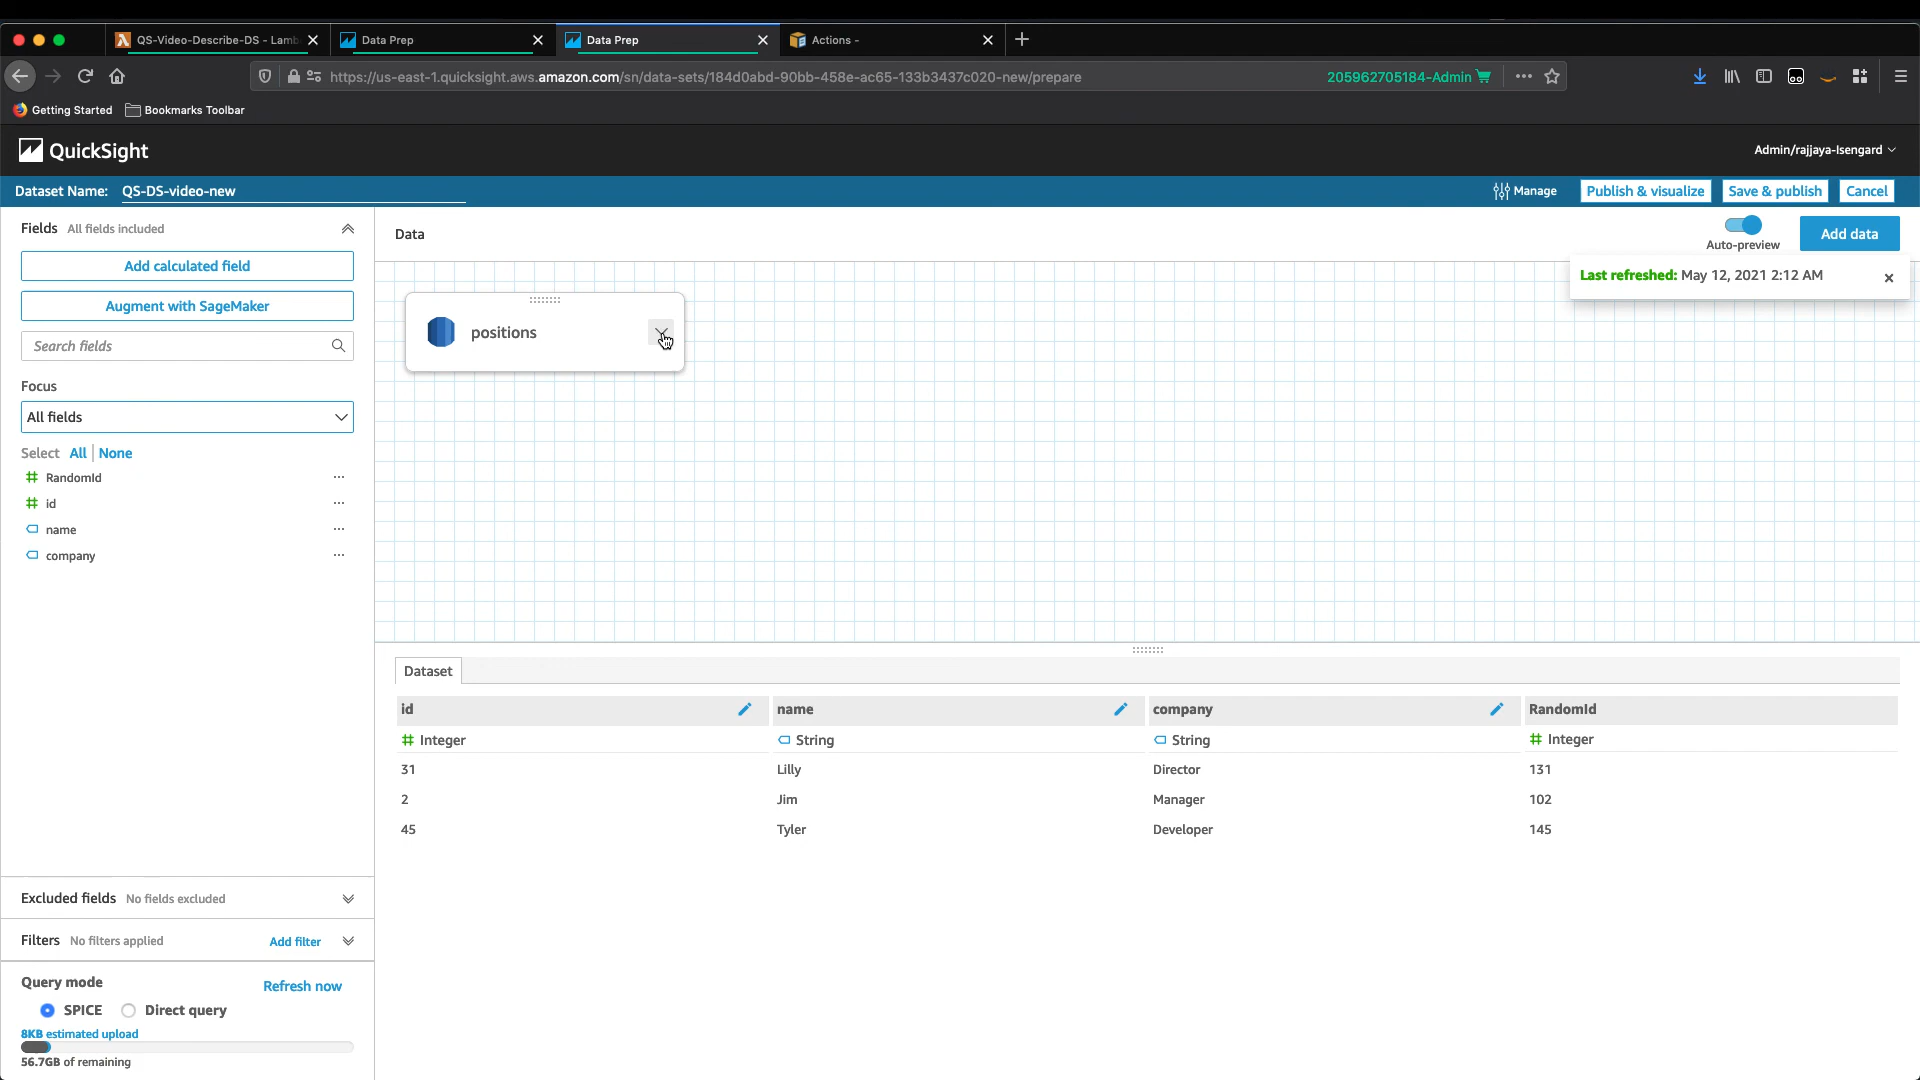 QS-Video-Describe-DS - Lamb
Data Prep
Data Prep
Actions -
https://us-east-1.quicksight.aws.amazon.com/sn/data-sets/184d0abd-90bb-458e-ac65-133b3437c020-new/prepare
205962705184-Admin
Getting Started
Bookmarks Toolbar
QuickSight
Admin/rajjaya-Isengard
Dataset Name: QS-DS-video-new
Manage
Publish & visualize
Save & publish
Cancel
Fields All fields included
Data
Auto-preview
Add data
Add calculated field
Last refreshed: May 12, 2021 2:12 AM
Augment with SageMaker
positions
Search fields
Focus
All fields
Select All | None
RandomId
id
name
company
Dataset
id name company RandomId
Integer String String Integer
31 Lilly Director 131
2 Jim Manager 102
45 Tyler Developer 145
Excluded fields No fields excluded
Filters No filters applied Add filter
Query mode Refresh now
SPICE Direct query
8KB estimated upload
56.7GB of remaining